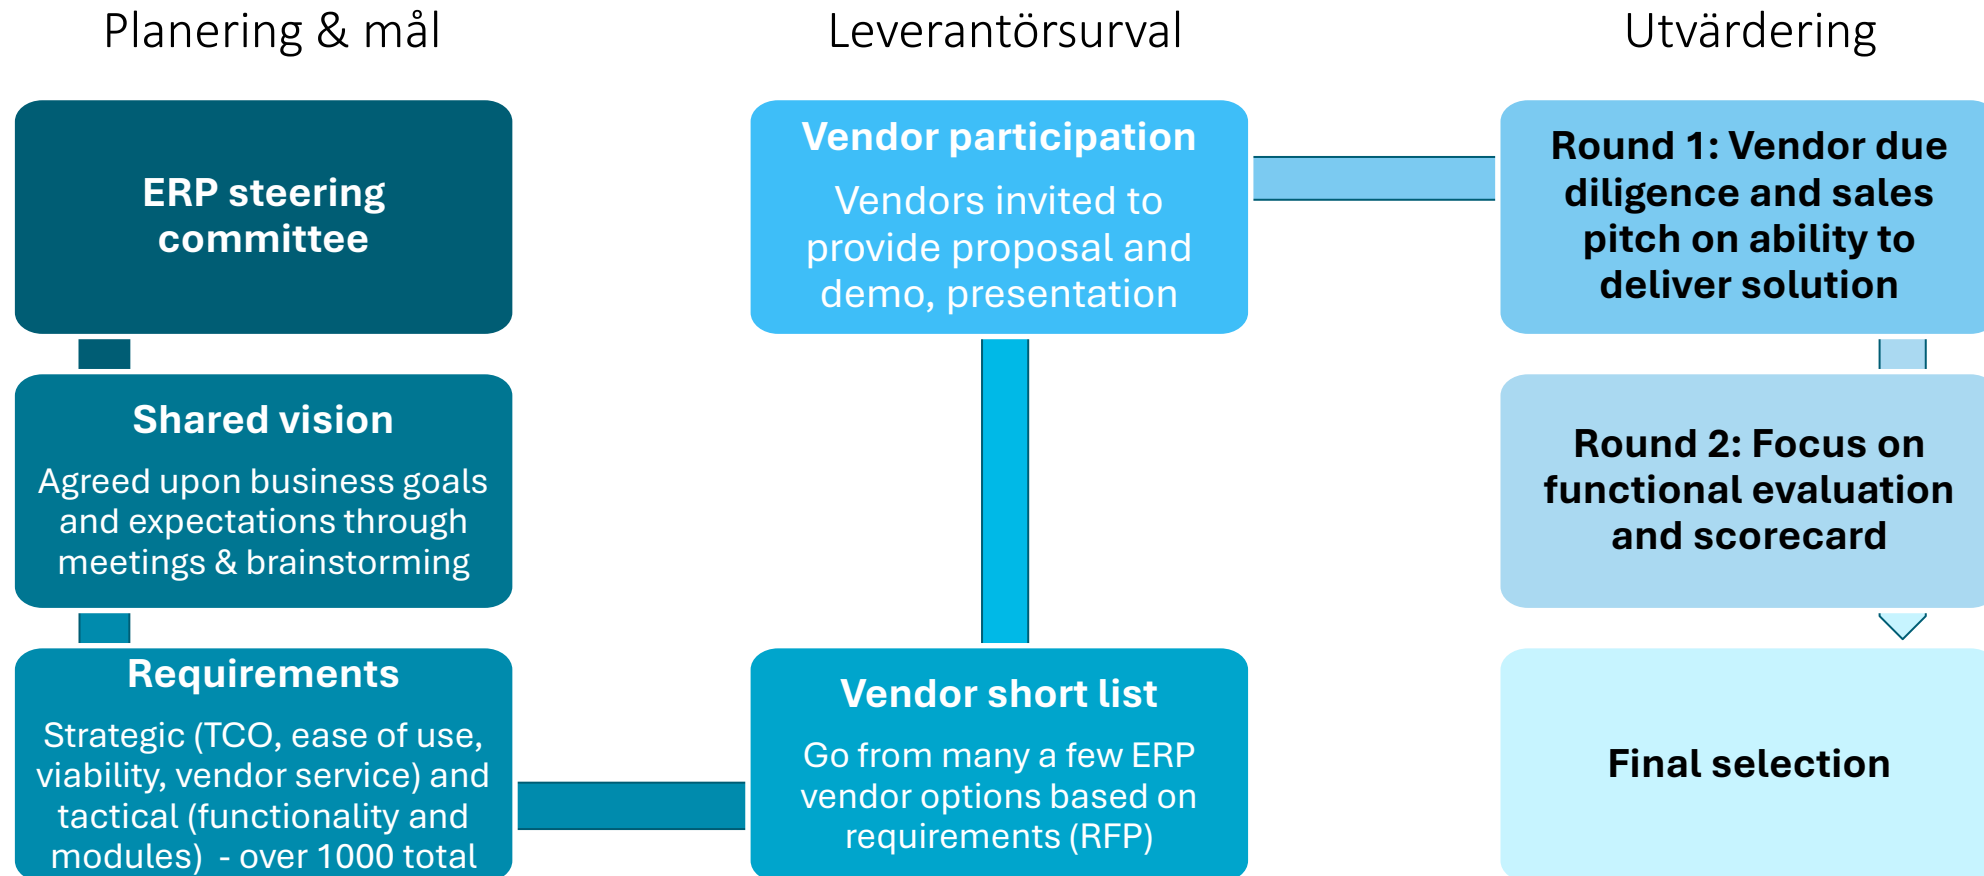 Planering & mål
ERP steering
committee
Shared vision
Agreed upon business goals
and expectations through
meetings & brainstorming
Requirements
Strategic (TCO, ease of use,
viability, vendor service) and
tactical (functionality and
modules)  - over 1000 total
Leverantörsurval
Vendor participation
Vendors invited to
provide proposal and
demo, presentation
Vendor short list
Go from many a few ERP
vendor options based on
requirements (RFP)
Utvärdering
Round 1: Vendor due
diligence and sales
pitch on ability to
deliver solution
Round 2: Focus on
functional evaluation
and scorecard
Final selection